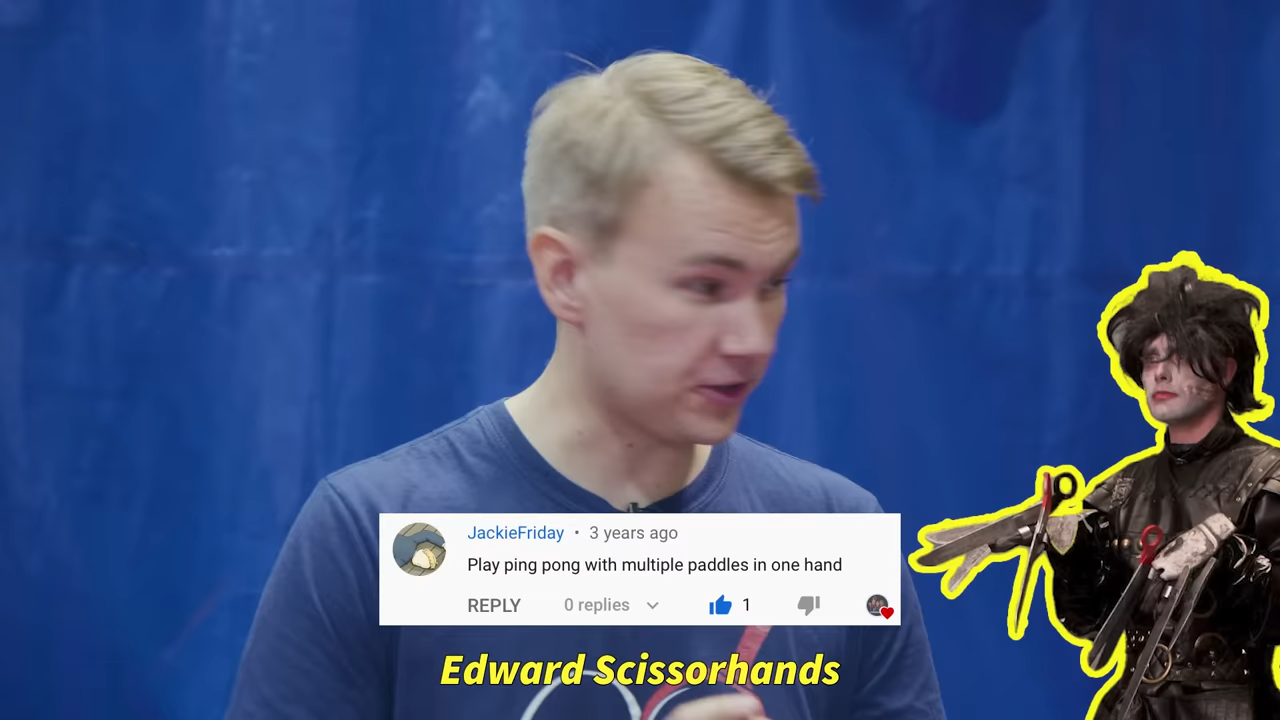 JackieFriday • 3 years ago
Play ping pong with multiple paddles in one hand
REPLY 0 replies 1
Edward Scissorhands